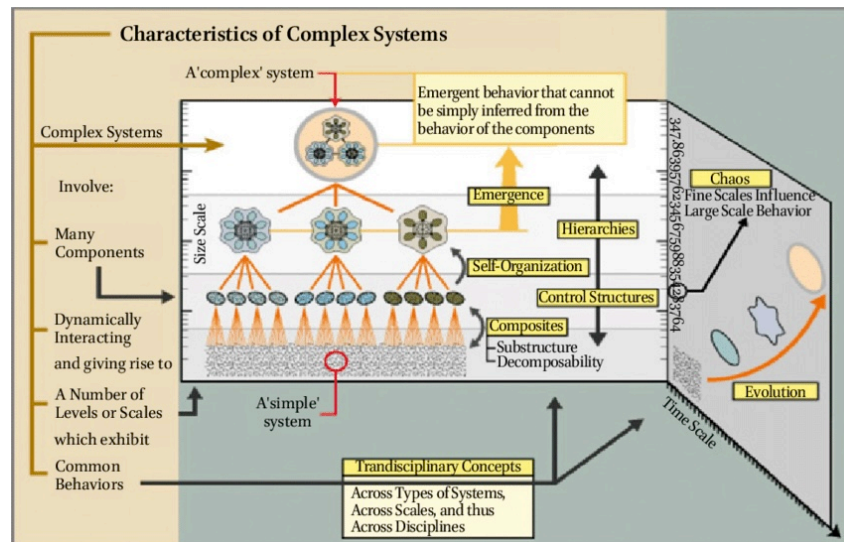 Characteristics of Complex Systems
A'complex' system
Emergent behavior that cannot
be simply inferred from the
behavior of the components
Complex Systems
Involve:
Many
Components
Dynamically
Interacting
and giving rise to
A Number of
Levels or Scales
which exhibit
Common
Behaviors
Size Scale
Emergence
Hierarchies
Self-Organization
Control Structures
Composites
Substructure
Decomposability
A'simple'
system
Chaos
Fine Scales Influence
Large Scale Behavior
Evolution
Time Scale
Trandisciplinary Concepts
Across Types of Systems,
Across Scales, and thus
Across Disciplines